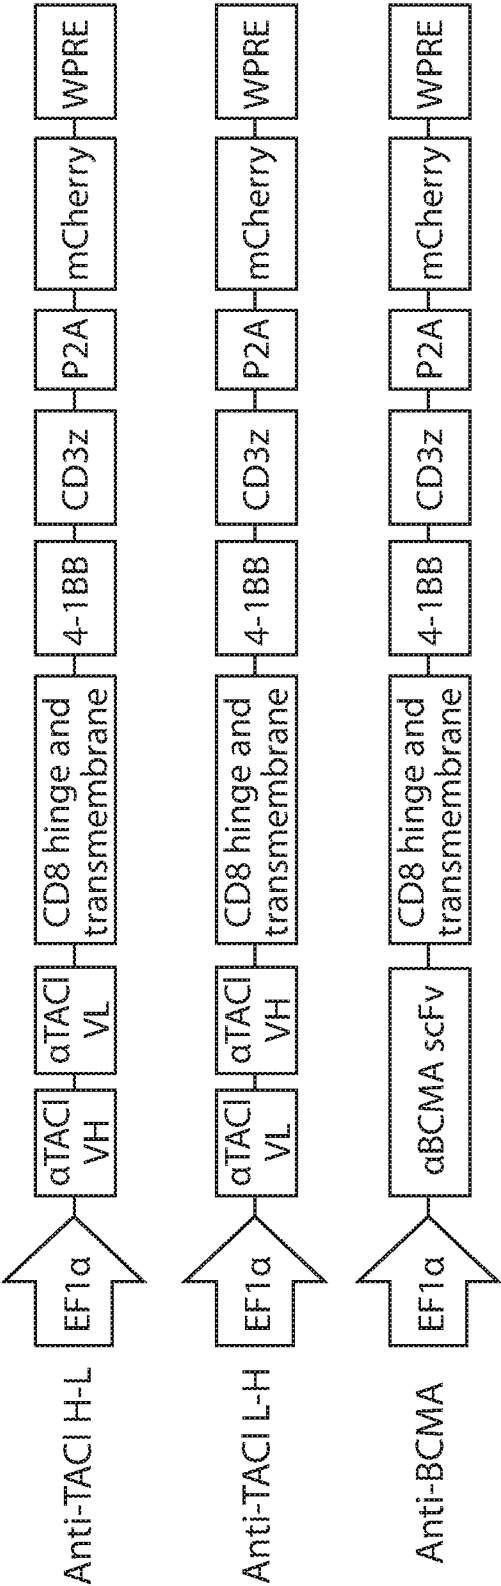 Anti-TACI H-L
EF1α
αTACI
VH
αTACI
VL
CD8 hinge and
transmembrane
4-1BB
CD3z
P2A
mCherry
WPRE
Anti-TACI L-H
EF1α
αTACI
VL
αTACI
VH
CD8 hinge and
transmembrane
4-1BB
CD3z
P2A
mCherry
WPRE
Anti-BCMA
EF1α
αBCMA scFv
CD8 hinge and
transmembrane
4-1BB
CD3z
P2A
mCherry
WPRE